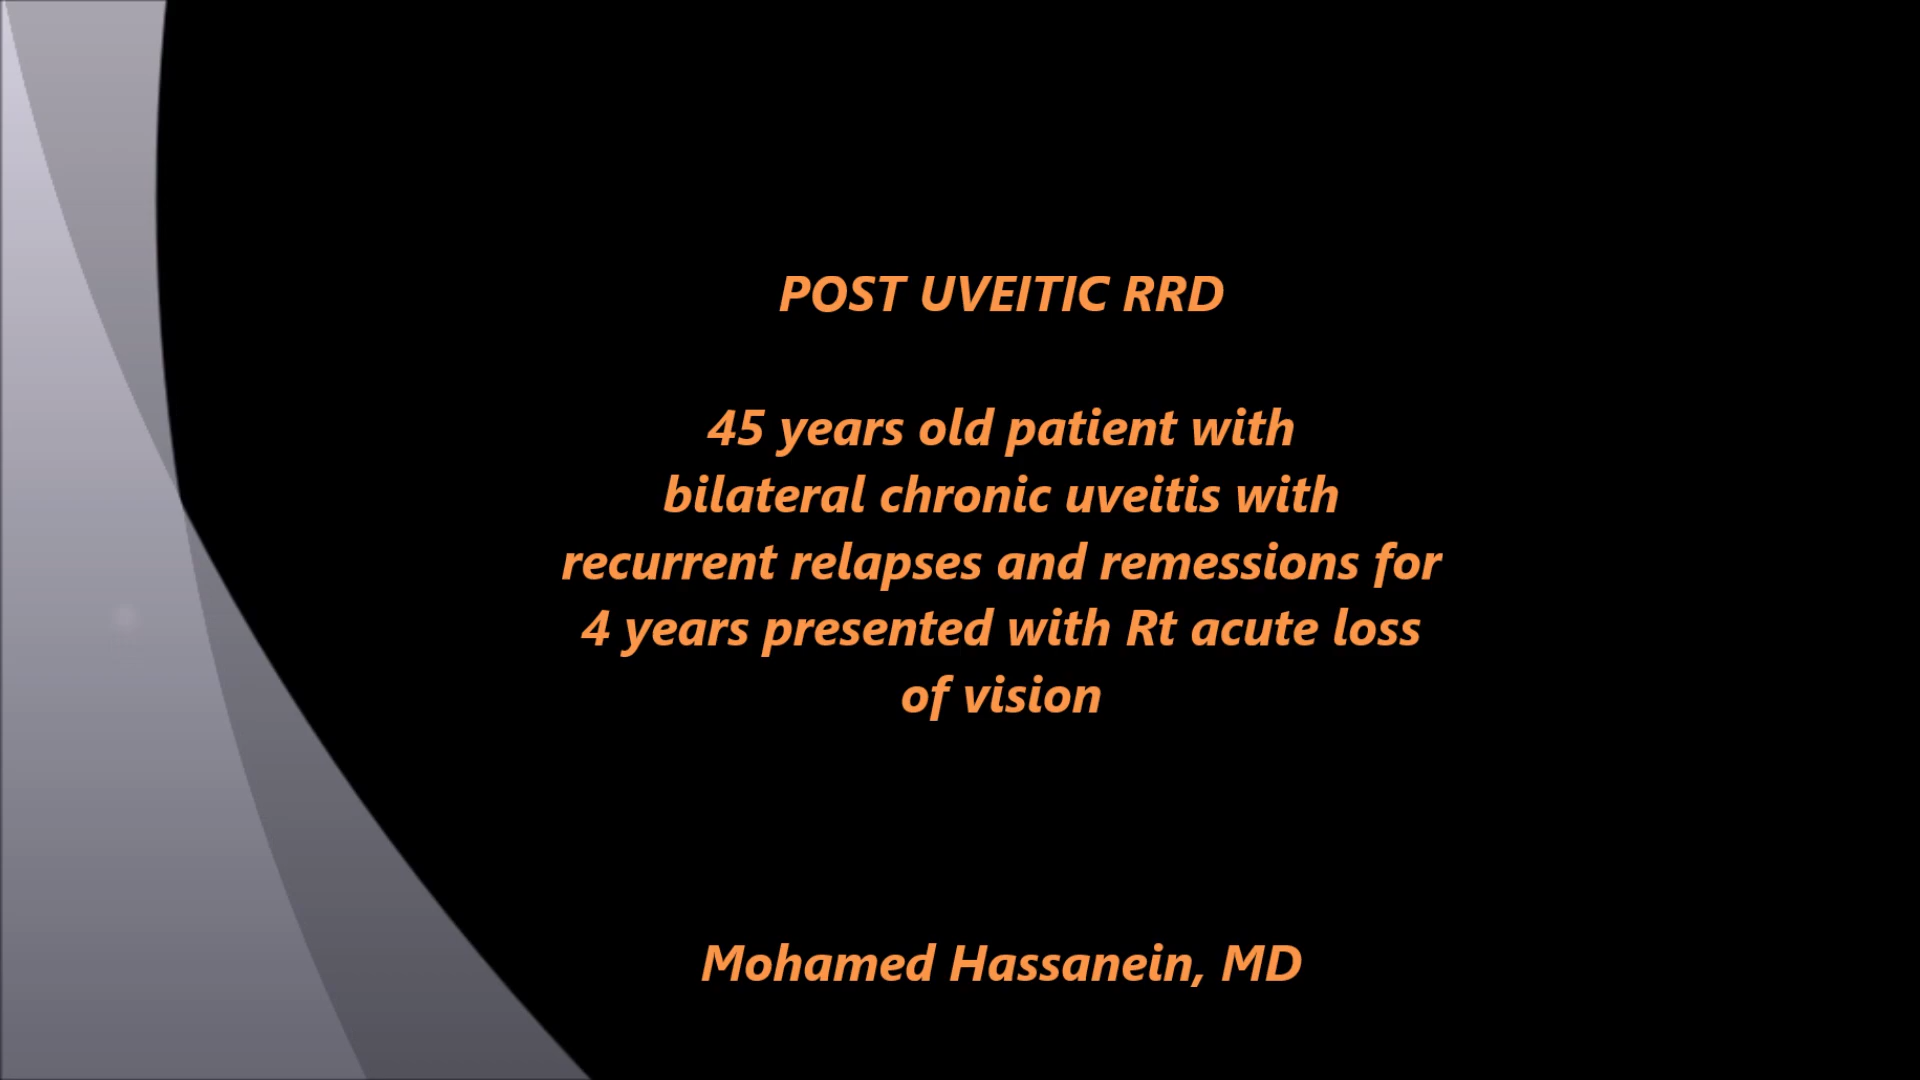 POST UVEITIC RRD
45 years old patient with
bilateral chronic uveitis with
recurrent relapses and remessions for
4 years presented with Rt acute loss
of vision
Mohamed Hassanein, MD